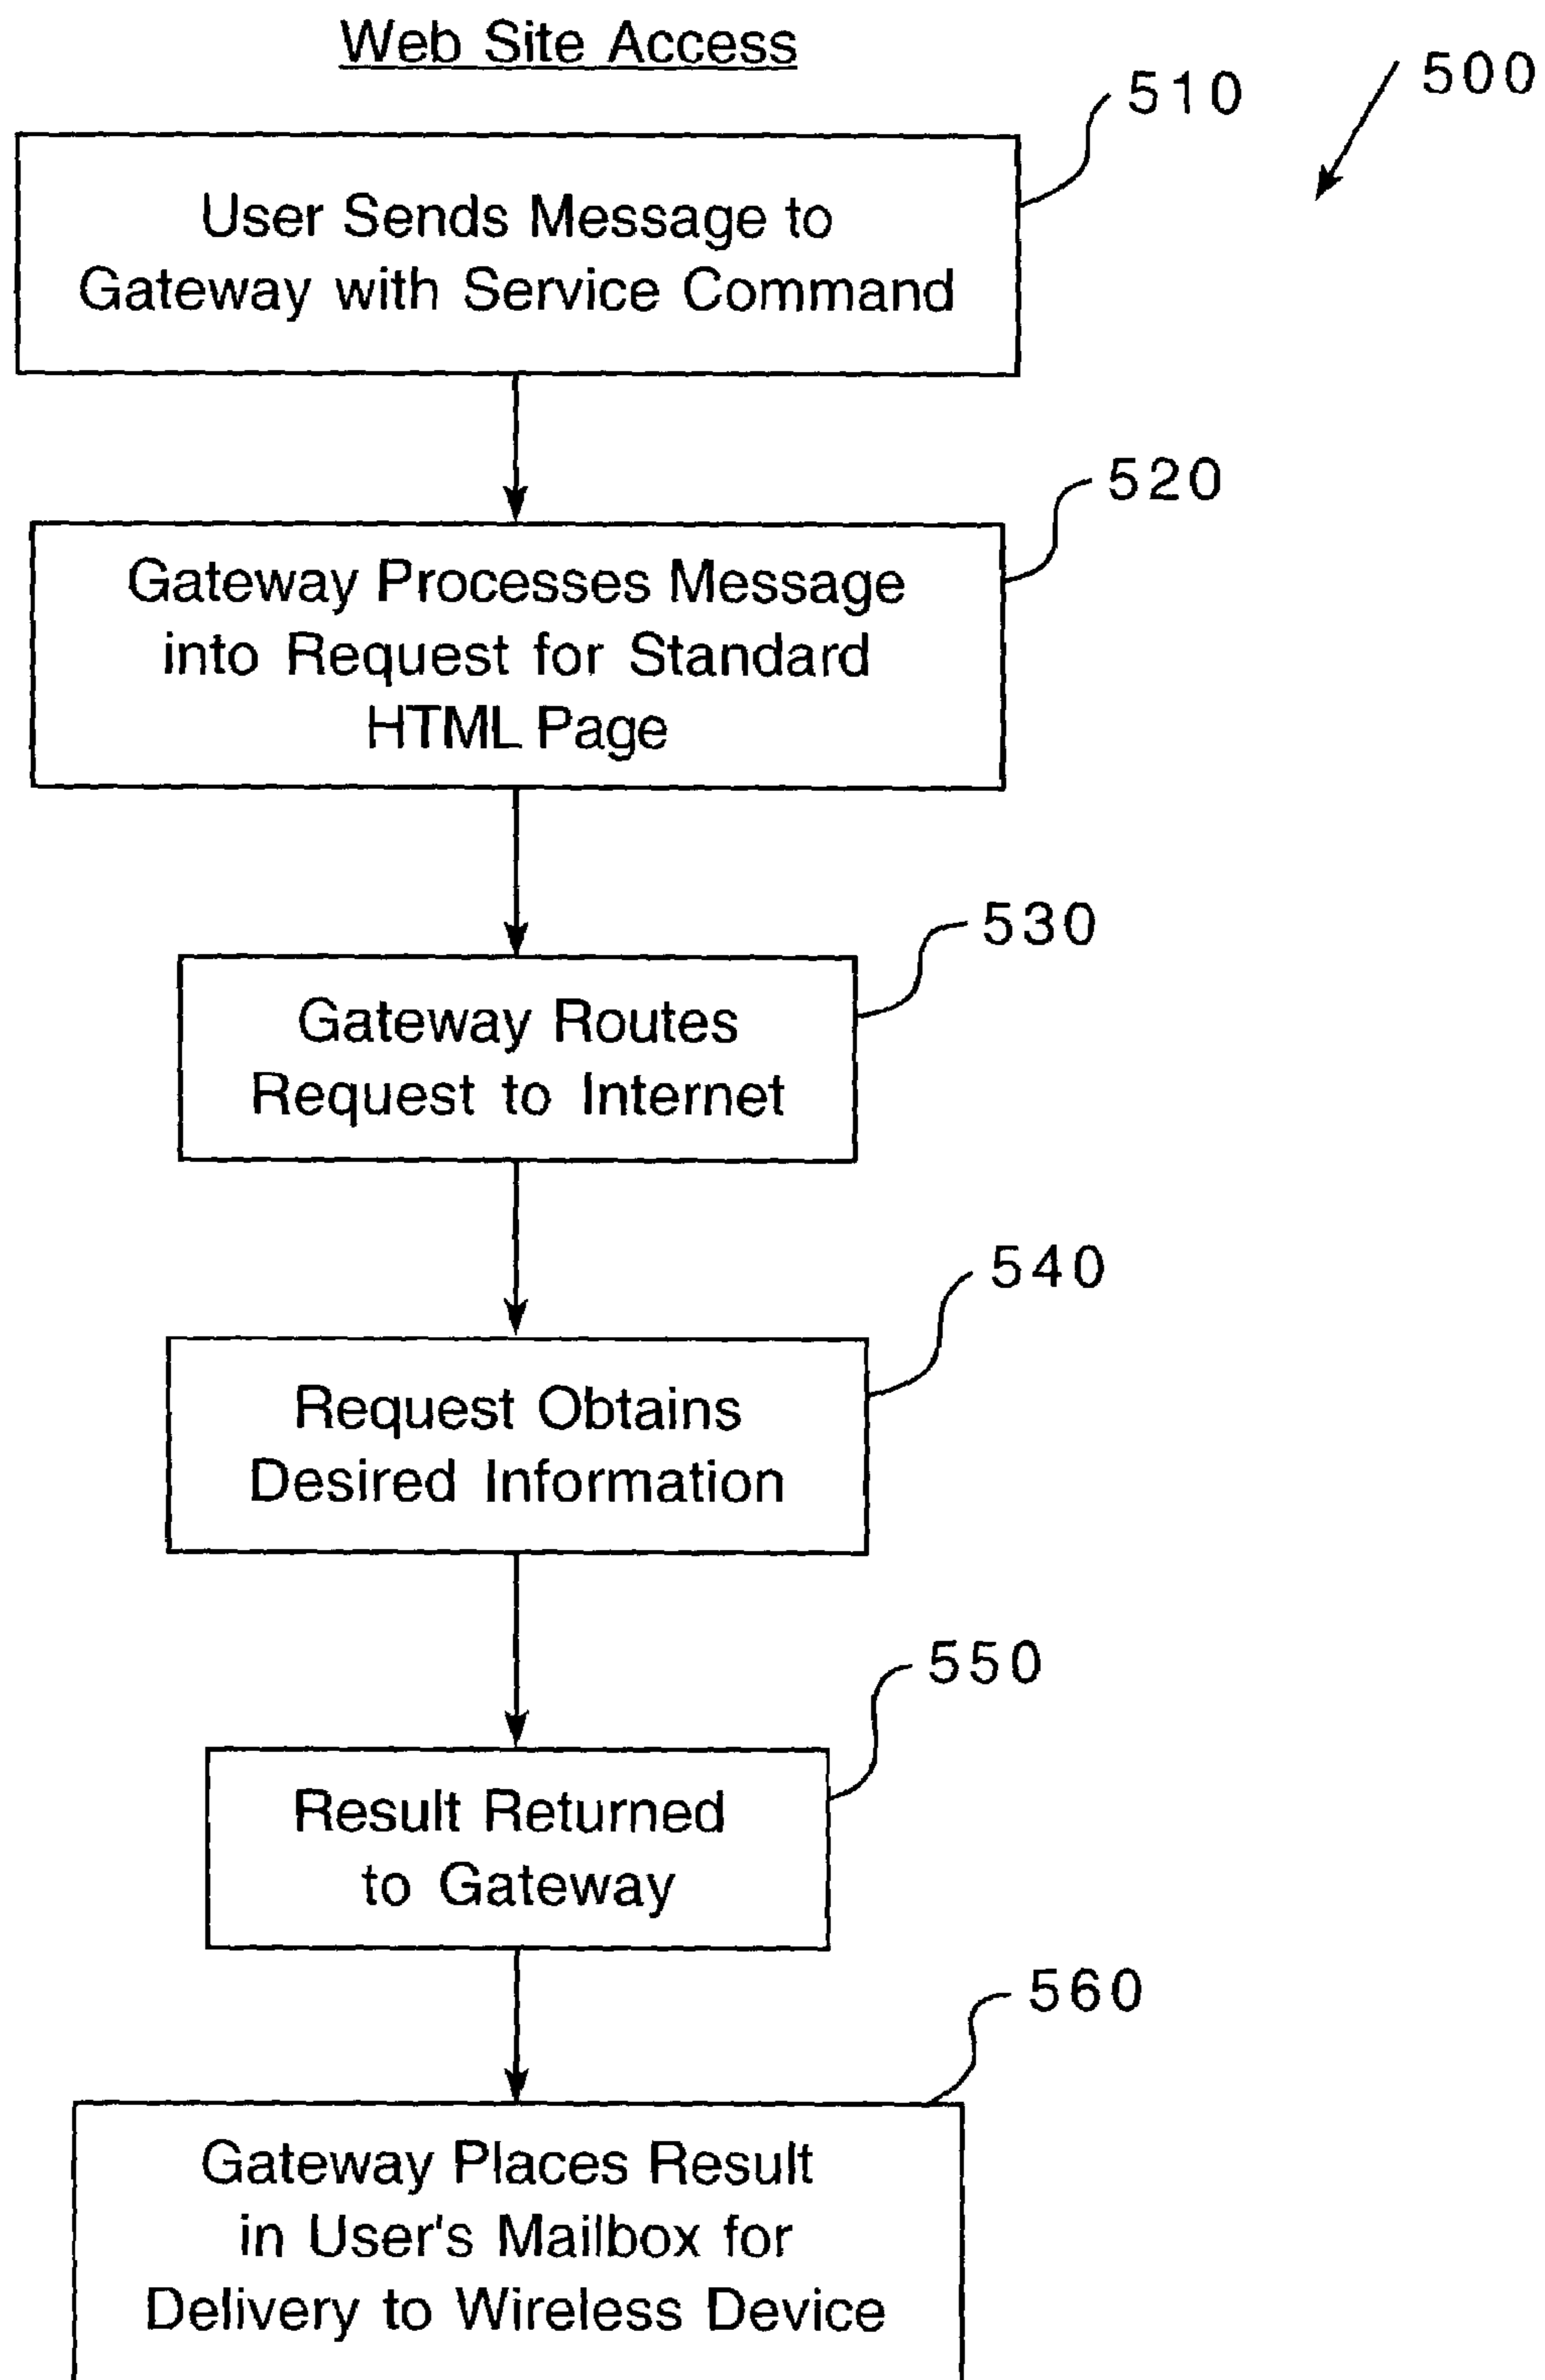 Web Site Access
500
510
User Sends Message to
Gateway with Service Command
520
Gateway Processes Message
into Request for Standard
HTML Page
530
Gateway Routes
Request to Internet
540
Request Obtains
Desired Information
550
Result Returned
to Gateway
560
Gateway Places Result
in User's Mailbox for
Delivery to Wireless Device